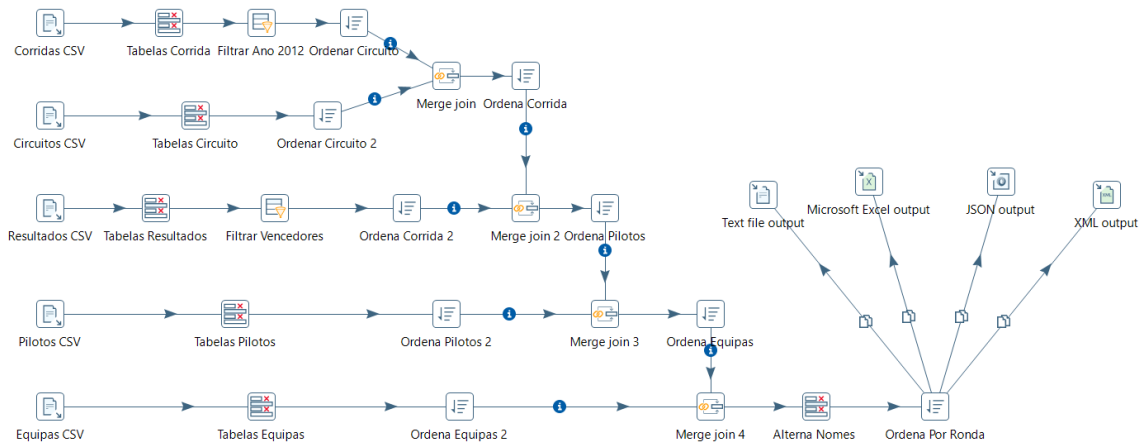 Corridas CSV
Tabelas Corrida
Filtrar Ano 2012
Ordenar Circuito
Merge join
Ordena Corrida
Circuitos CSV
Tabelas Circuito
Ordenar Circuito 2
Resultados CSV
Tabelas Resultados
Filtrar Vencedores
Ordena Corrida 2
Merge join 2
Ordena Pilotos
Text file output
Microsoft Excel output
JSON output
XML output
Pilotos CSV
Tabelas Pilotos
Ordena Pilotos 2
Merge join 3
Ordena Equipas
Equipas CSV
Tabelas Equipas
Ordena Equipas 2
Merge join 4
Alterna Nomes
Ordena Por Ronda